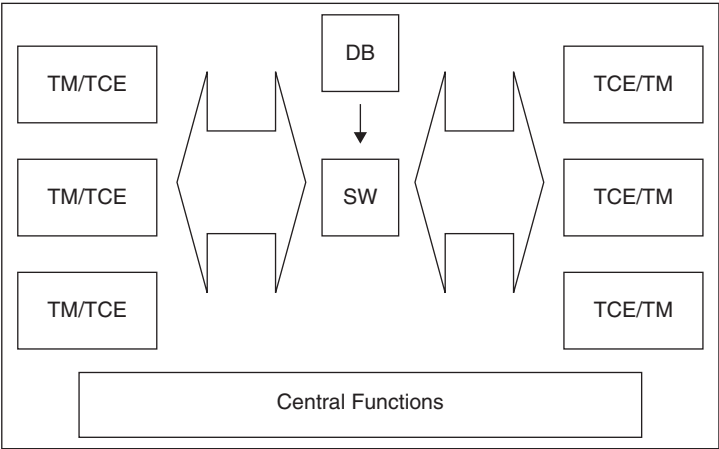 DB
TM/TCE
TCE/TM
TM/TCE
SW
TCE/TM
TM/TCE
TCE/TM
Central Functions